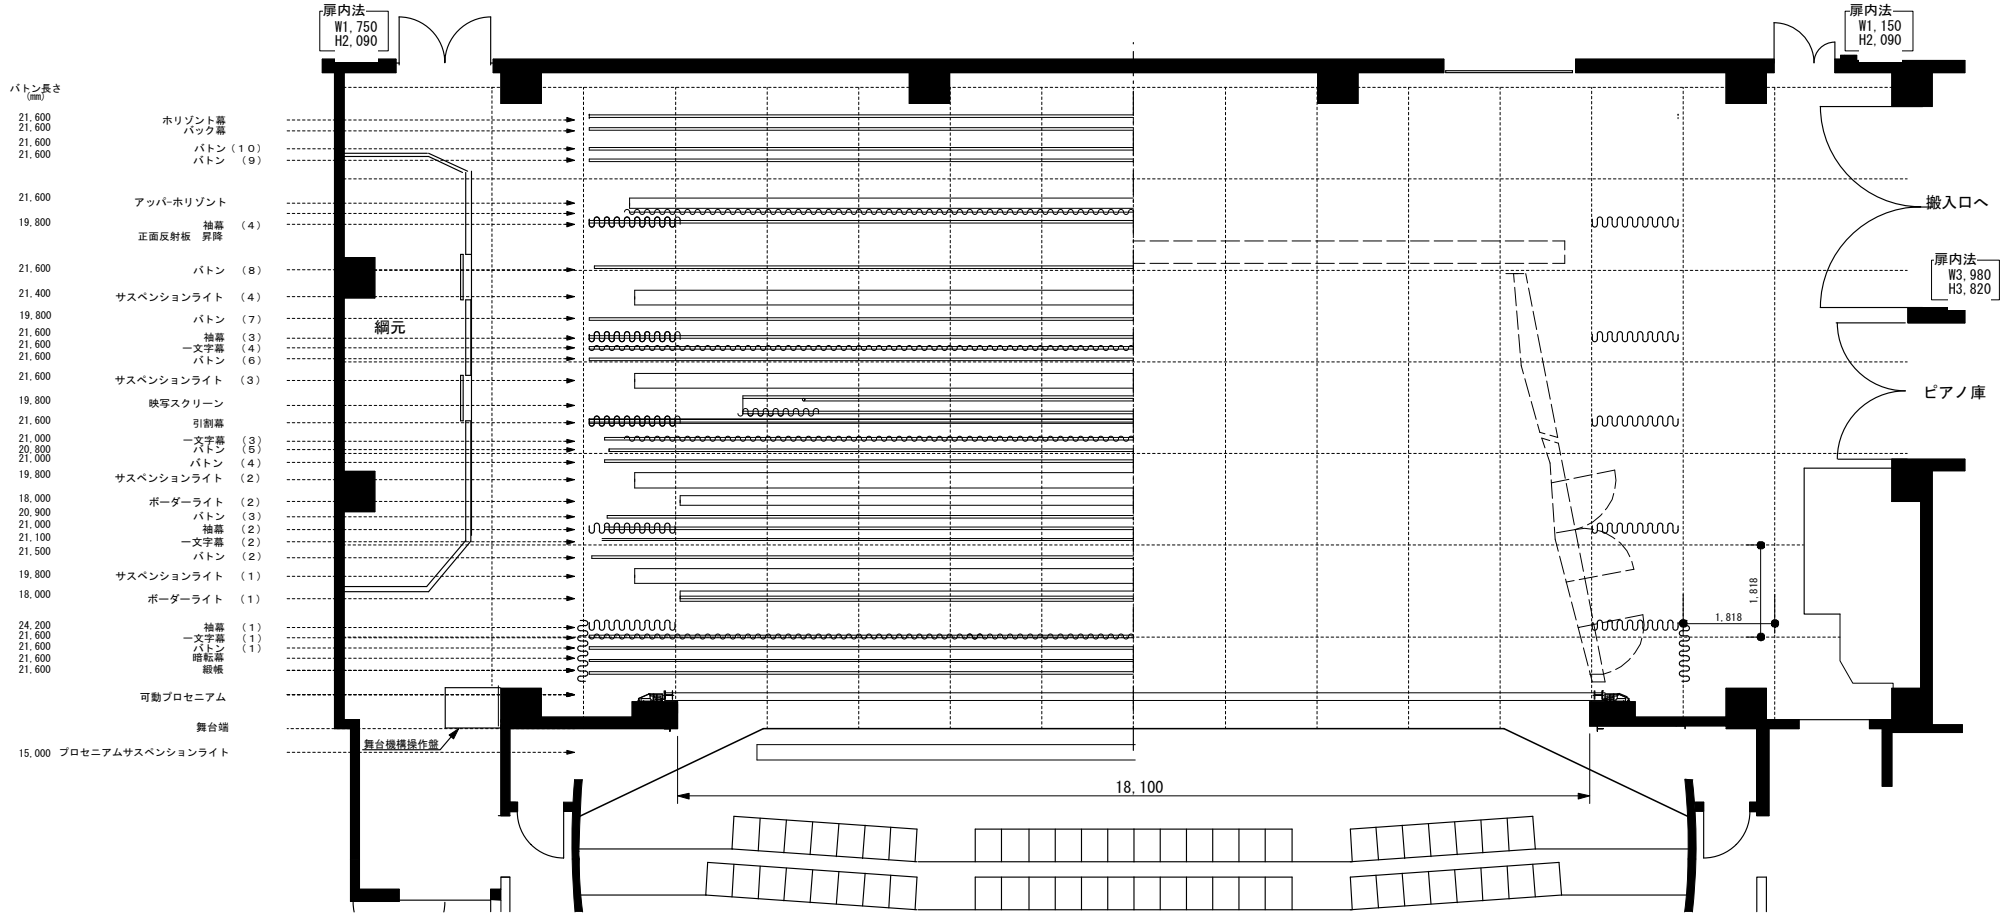 扉内法
W1,750
H2,090
扉内法
W1,150
H2,090
バトン長さ
(mm)
21,600 ホリゾント幕
21,600 バック幕
21,600 バトン(10)
21,600 バトン (9)
21,600 アッパーホリゾント
19,800 袖幕 (4)
正面反射板 昇降
21,600 バトン (8)
21,400 サスペンションライト (4)
19,800 バトン (7)
21,600 袖幕 (3)
21,600 一文字幕 (4)
21,600 バトン (6)
21,600 サスペンションライト (3)
19,800 映写スクリーン
21,600 引割幕
21,000 一文字幕 (3)
20,800 バトン (5)
21,000 バトン (4)
19,800 サスペンションライト (2)
18,000 ボーダーライト (2)
20,900 バトン (3)
21,000 袖幕 (2)
21,100 一文字幕 (2)
21,500 バトン (2)
19,800 サスペンションライト (1)
18,000 ボーダーライト (1)
24,200 袖幕 (1)
21,600 一文字幕 (1)
21,600 バトン (1)
21,600 暗転幕
21,600 緞帳
可動プロセニアム
舞台端
15,000 プロセニアムサスペンションライト
綱元
舞台機構操作盤
搬入口へ
扉内法
W3,980
H3,820
ピアノ庫
1,818
1,818
18,100